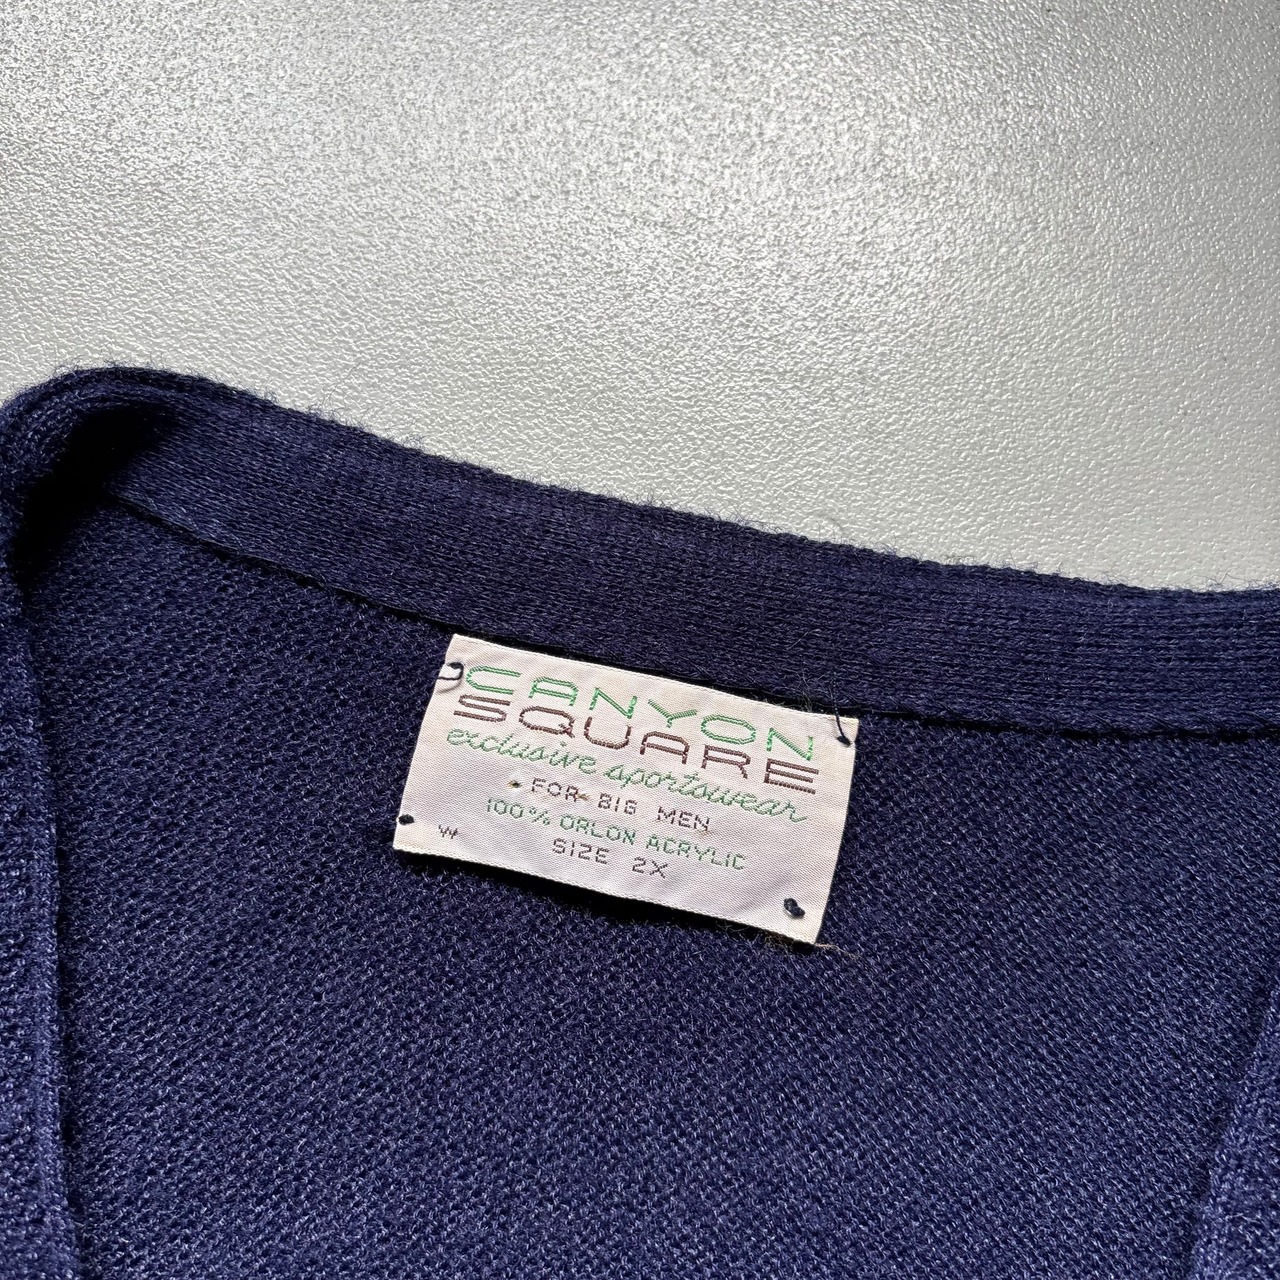 CANYON
SQUARE
exclusive sportswear
FOR BIG MEN
100% ORLON ACRYLIC
W
SIZE 2X